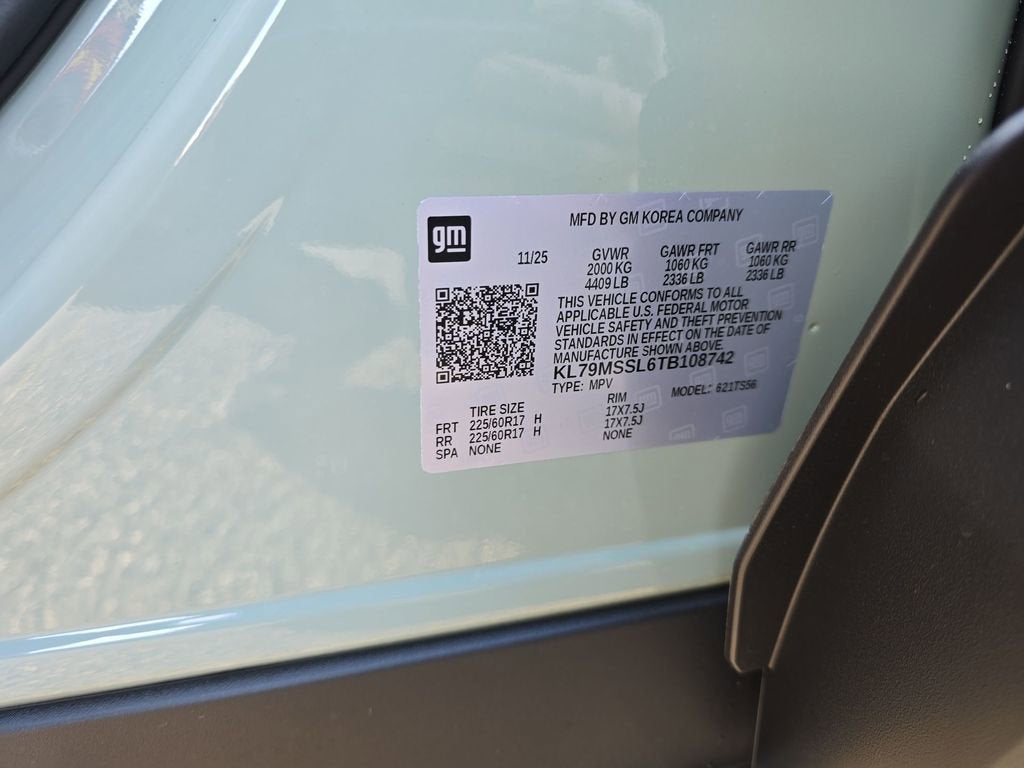 gm
MFD BY GM KOREA COMPANY
11/25 GVWR GAWR FRT GAWR RR
2000 KG 1060 KG 1060 KG
4409 LB 2336 LB 2336 LB
THIS VEHICLE CONFORMS TO ALL
APPLICABLE U.S. FEDERAL MOTOR
VEHICLE SAFETY AND THEFT PREVENTION
STANDARDS IN EFFECT ON THE DATE OF
MANUFACTURE SHOWN ABOVE.
KL79MSSL6TB108742
TYPE: MPV MODEL: 621TS56
TIRE SIZE RIM
FRT 225/60R17 H 17X7.5J
RR 225/60R17 H 17X7.5J
SPA NONE NONE